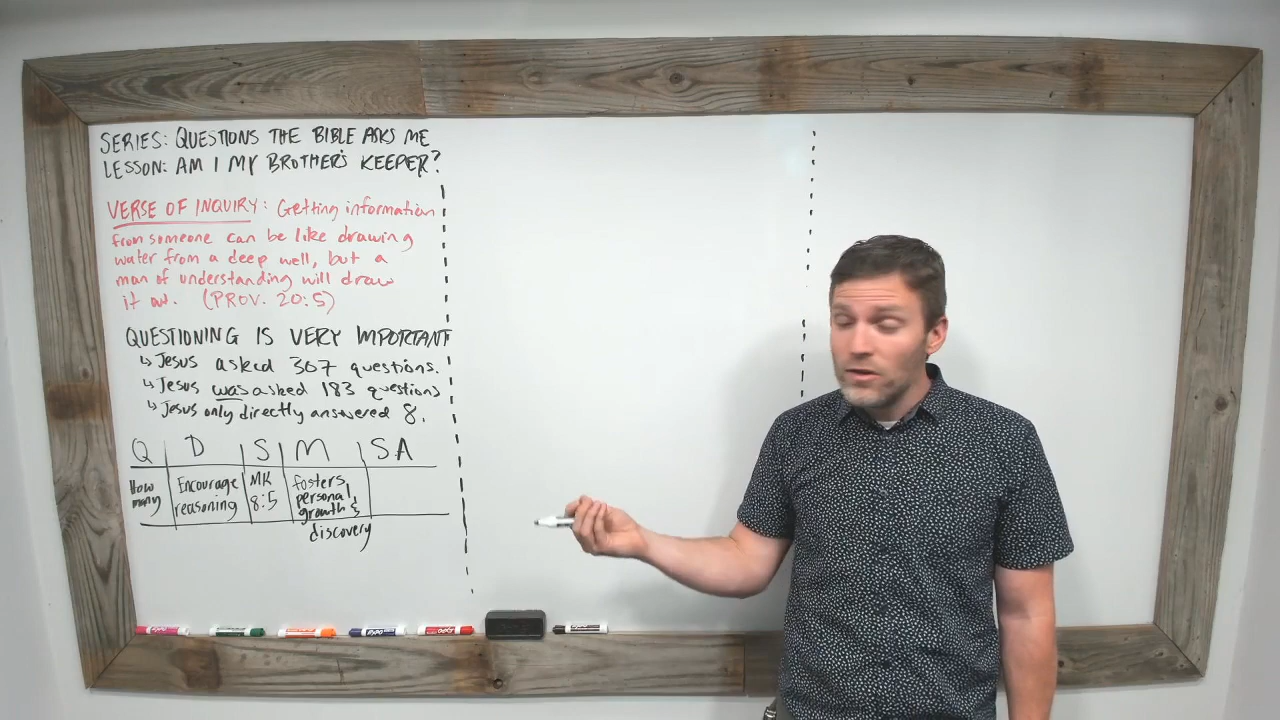 SERIES: QUESTIONS THE BIBLE ASKS ME
LESSON: AM I MY BROTHER'S KEEPER?
VERSE OF INQUIRY: Getting information
from someone can be like drawing
water from a deep well, but a
man of understanding will draw
it out. (PROV. 20:5)
QUESTIONING IS VERY IMPORTANT
↳ Jesus asked 307 questions.
↳ Jesus was asked 183 questions
↳ Jesus only directly answered 8.
Q D S M SA
How many
Encourage reasoning
MK 8:5
fosters personal growth & discovery
EXPO
EXPO
EXPO